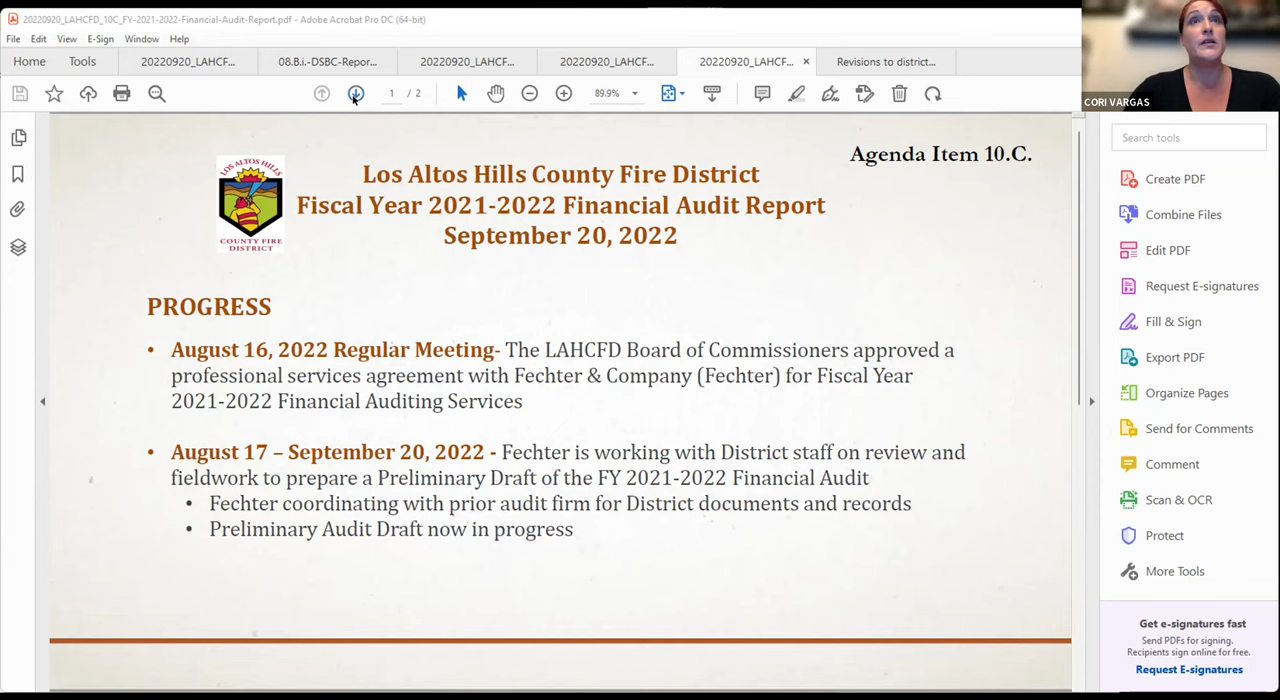 20220920_LAHCFD_10C_FY-2021-2022-Financial-Audit-Report.pdf - Adobe Acrobat Pro DC (64-bit)
File Edit View E-Sign Window Help
Home Tools 20220920_LAHCF... 08.B.i.-DSBC-Repor... 20220920_LAHCF... 20220920_LAHCF... 20220920_LAHCF... × Revisions to district...
1 / 2 89.9%
CORI VARGAS
Agenda Item 10.C.
LOS ALTOS HILLS
COUNTY FIRE
DISTRICT
Los Altos Hills County Fire District
Fiscal Year 2021-2022 Financial Audit Report
September 20, 2022
PROGRESS
• August 16, 2022 Regular Meeting- The LAHCFD Board of Commissioners approved a
professional services agreement with Fechter & Company (Fechter) for Fiscal Year
2021-2022 Financial Auditing Services
• August 17 – September 20, 2022 - Fechter is working with District staff on review and
fieldwork to prepare a Preliminary Draft of the FY 2021-2022 Financial Audit
• Fechter coordinating with prior audit firm for District documents and records
• Preliminary Audit Draft now in progress
Search tools
Create PDF
Combine Files
Edit PDF
Request E-signatures
Fill & Sign
Export PDF
Organize Pages
Send for Comments
Comment
Scan & OCR
Protect
More Tools
Get e-signatures fast
Send PDFs for signing.
Recipients sign online for free.
Request E-signatures